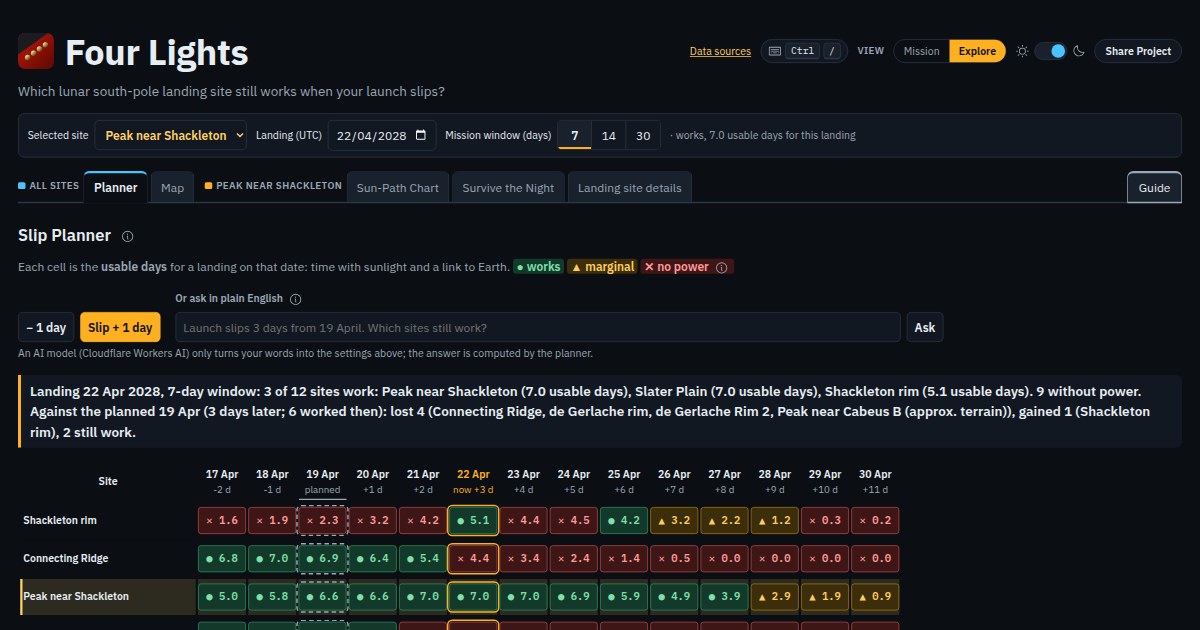 Four Lights
Data sources Ctrl / VIEW Mission Explore Share Project
Which lunar south-pole landing site still works when your launch slips?
Selected site Peak near Shackleton Landing (UTC) 22/04/2028 Mission window (days) 7 14 30 · works, 7.0 usable days for this landing
ALL SITES Planner Map PEAK NEAR SHACKLETON Sun-Path Chart Survive the Night Landing site details Guide
Slip Planner
Each cell is the usable days for a landing on that date: time with sunlight and a link to Earth. ● works ▲ marginal × no power
Or ask in plain English
− 1 day Slip + 1 day Launch slips 3 days from 19 April. Which sites still work? Ask
An AI model (Cloudflare Workers AI) only turns your words into the settings above; the answer is computed by the planner.
Landing 22 Apr 2028, 7-day window: 3 of 12 sites work: Peak near Shackleton (7.0 usable days), Slater Plain (7.0 usable days), Shackleton rim (5.1 usable days). 9 without power.
Against the planned 19 Apr (3 days later; 6 worked then): lost 4 (Connecting Ridge, de Gerlache rim, de Gerlache Rim 2, Peak near Cabeus B (approx. terrain)), gained 1 (Shackleton
rim), 2 still work.
Site 17 Apr 18 Apr 19 Apr 20 Apr 21 Apr 22 Apr 23 Apr 24 Apr 25 Apr 26 Apr 27 Apr 28 Apr 29 Apr 30 Apr
-2 d -1 d planned +1 d +2 d now +3 d +4 d +5 d +6 d +7 d +8 d +9 d +10 d +11 d
Shackleton rim × 1.6 × 1.9 × 2.3 × 3.2 × 4.2 ● 5.1 × 4.4 × 4.5 ● 4.2 ▲ 3.2 ▲ 2.2 ▲ 1.2 × 0.3 × 0.2
Connecting Ridge ● 6.8 ● 7.0 ● 6.9 ● 6.4 ● 5.4 × 4.4 × 3.4 × 2.4 × 1.4 × 0.5 × 0.0 × 0.0 × 0.0 × 0.0
Peak near Shackleton ● 5.0 ● 5.8 ● 6.6 ● 6.6 ● 7.0 ● 7.0 ● 7.0 ● 6.9 ● 5.9 ● 4.9 ● 3.9 ▲ 2.9 ▲ 1.9 ▲ 0.9